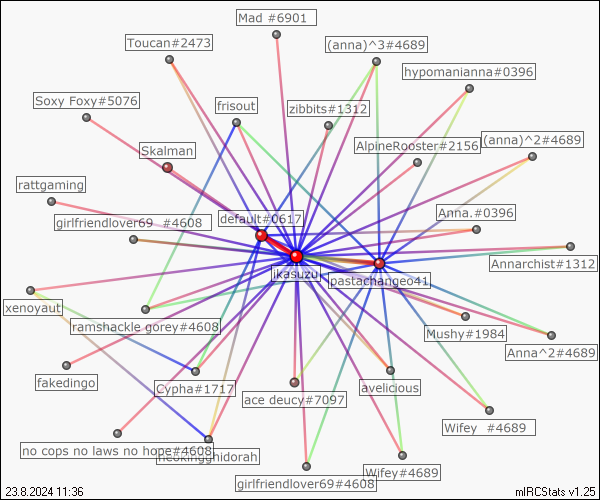 Mad #6901
Toucan#2473
(anna)^3#4689
hypomanianna#0396
Soxy Foxy#5076
frisout
zibbits#1312
Skalman
AlpineRooster#2156
(anna)^2#4689
rattgaming
girlfriendlover69 #4608
default#0617
Anna.#0396
jikasuzu
pastachange041
Annarchist#1312
xenoyaut
ramshackle gorey#4608
Mushy#1984
Anna^2#4689
fakedingo
Cypha#1717
ace deucy#7097
avelicious
Wifey #4689
no cops no laws no hope#4608
neokingghidorah
Wifey#4689
girlfriendlover69#4608
23.8.2024 11:36
mIRCStats v1.25